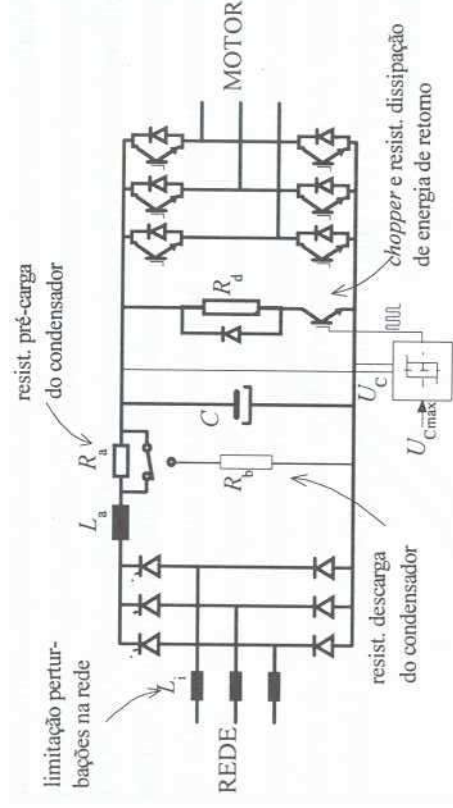 limitação pertur-
bações na rede
REDE
L_i
L_a
R_a
resist. pré-carga
do condensador
R_b
resist. descarga
do condensador
C
R_d
U_C
U_Cmax
chopper e resist. dissipação
de energia de retorno
MOTOR